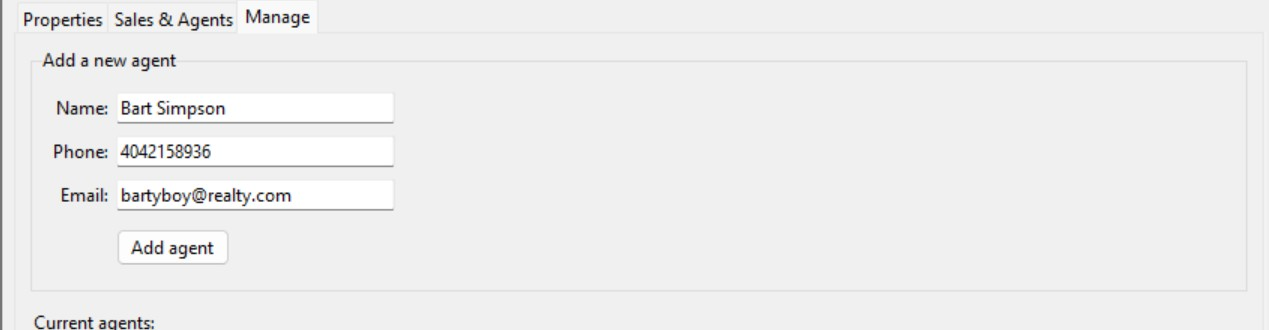 Properties Sales & Agents Manage
Add a new agent
Name: Bart Simpson
Phone: 4042158936
Email: bartyboy@realty.com
Add agent
Current agents: